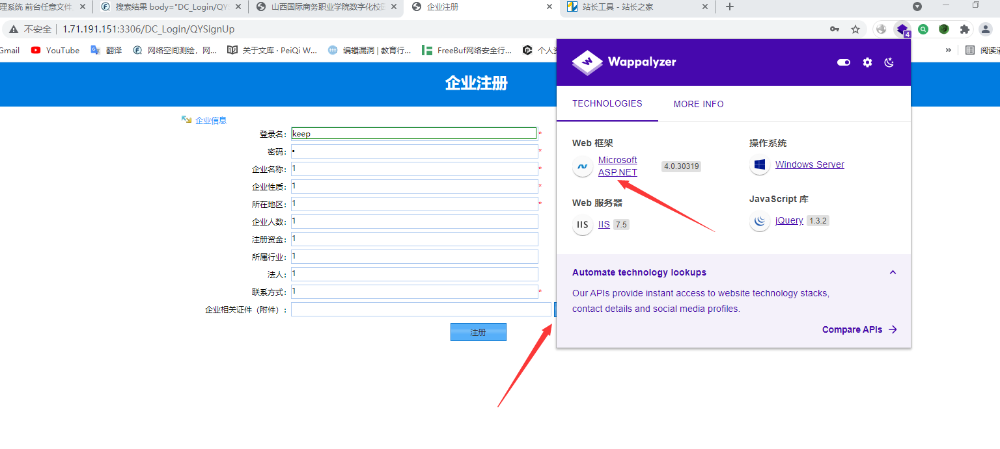 理系统 前台任意文件
搜索结果 body="DC_Login/QYS
山西国际商务职业学院数字化校园
企业注册
站长工具 - 站长之家
不安全
1.71.191.151:3306/DC_Login/QYSignUp
4
Gmail
YouTube
翻译
网络空间测绘，网...
关于文库 · PeiQi W...
编辑漏洞 | 教育行...
FreeBuf网络安全行...
个人资
»
阅读清
企业注册
企业信息
登录名： keep *
密码： • *
企业名称： 1 *
企业性质： 1 *
所在地区： 1 *
企业人数： 1
注册资金： 1
所属行业： 1
法人： 1
联系方式： 1 *
企业相关证件（附件）：
注册
Wappalyzer
TECHNOLOGIES
MORE INFO
Web 框架
Microsoft
ASP.NET
4.0.30319
操作系统
Windows Server
Web 服务器
IIS
IIS 7.5
JavaScript 库
jQuery 1.3.2
Automate technology lookups
Our APIs provide instant access to website technology stacks,
contact details and social media profiles.
Compare APIs